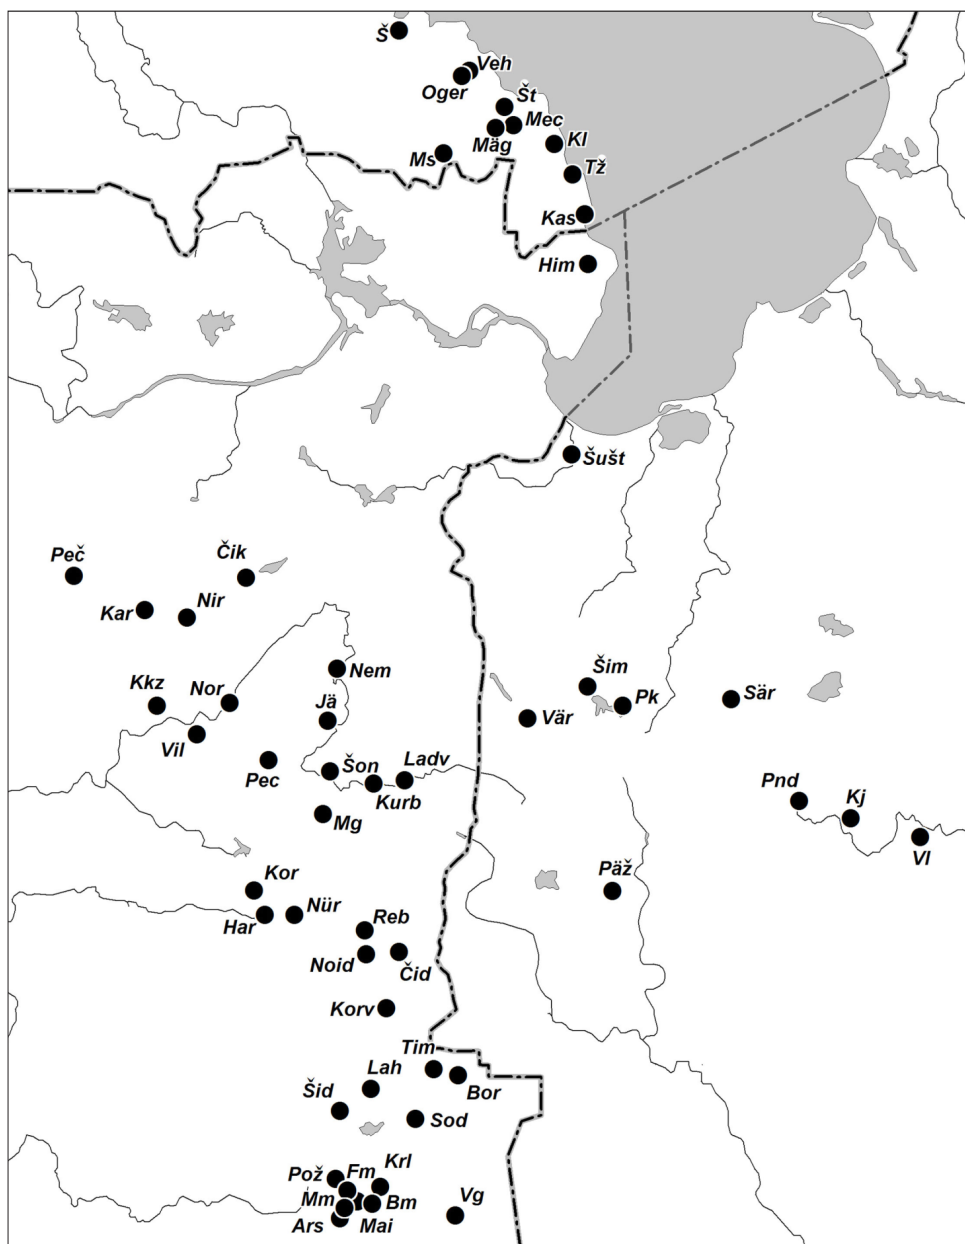 Š
Veh
Oger
Št
Mec
Mäg
Kl
Ms
Tž
Kas
Him
Šušt
Peč
Čik
Kar
Nir
Nem
Šim
Kkz
Nor
Jä
Pk
Sär
Vär
Vil
Pec
Šon
Ladv
Kurb
Pnd
Kj
Mg
Vl
Päž
Kor
Nür
Har
Reb
Noid
Čid
Korv
Tim
Lah
Bor
Šid
Sod
Pož
Fm
Krl
Mm
Bm
Vg
Ars
Mai